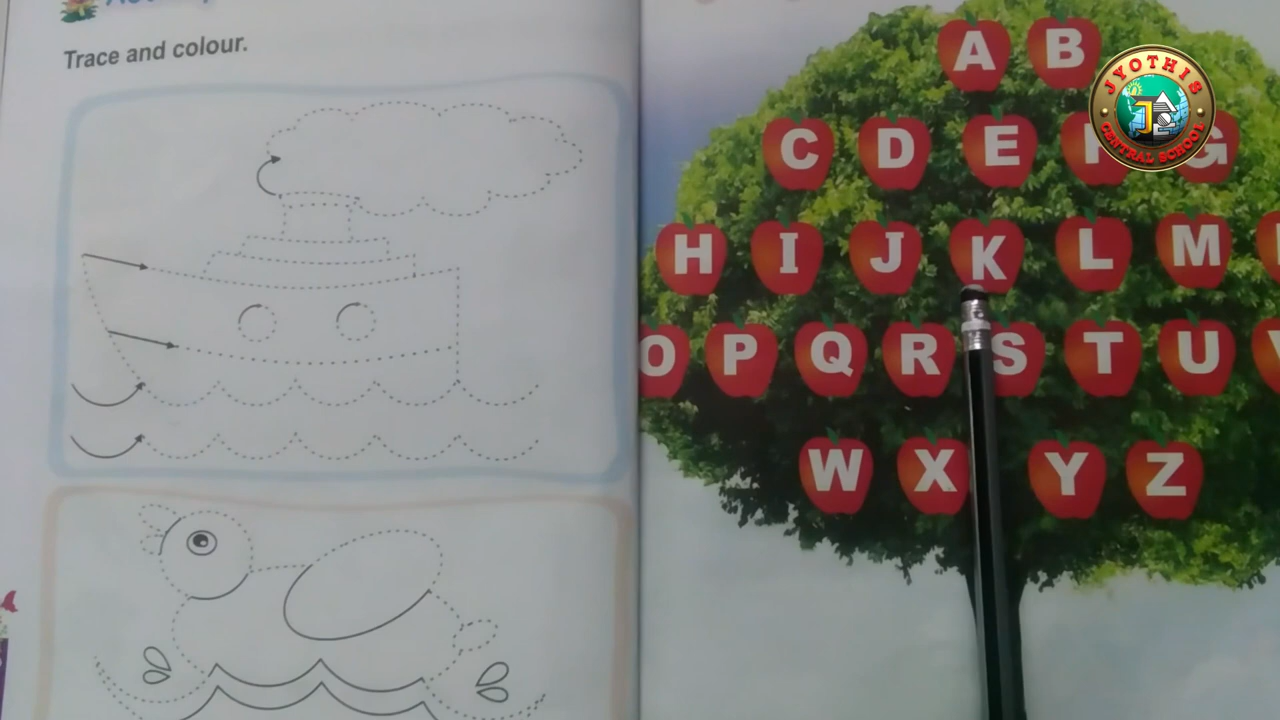 Trace and colour.
A B
C D E F G
H I J K L M
O P Q R S T U
W X Y Z
JYOTHIS
CENTRAL SCHOOL